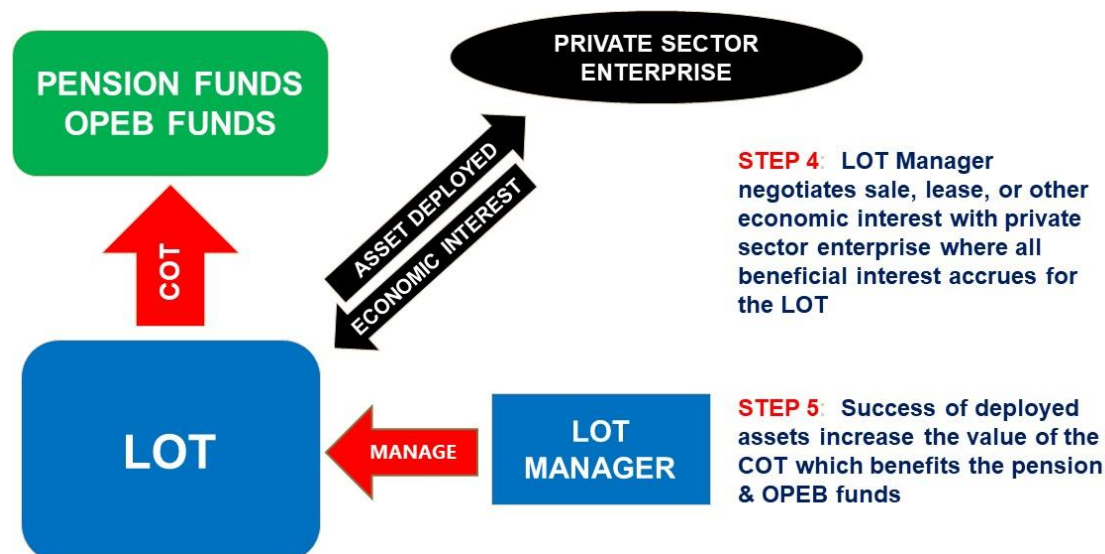 PENSION FUNDS
OPEB FUNDS
PRIVATE SECTOR
ENTERPRISE
ASSET DEPLOYED
ECONOMIC INTEREST
COT
STEP 4: LOT Manager
negotiates sale, lease, or other
economic interest with private
sector enterprise where all
beneficial interest accrues for
the LOT
LOT
MANAGE
LOT
MANAGER
STEP 5: Success of deployed
assets increase the value of the
COT which benefits the pension
& OPEB funds